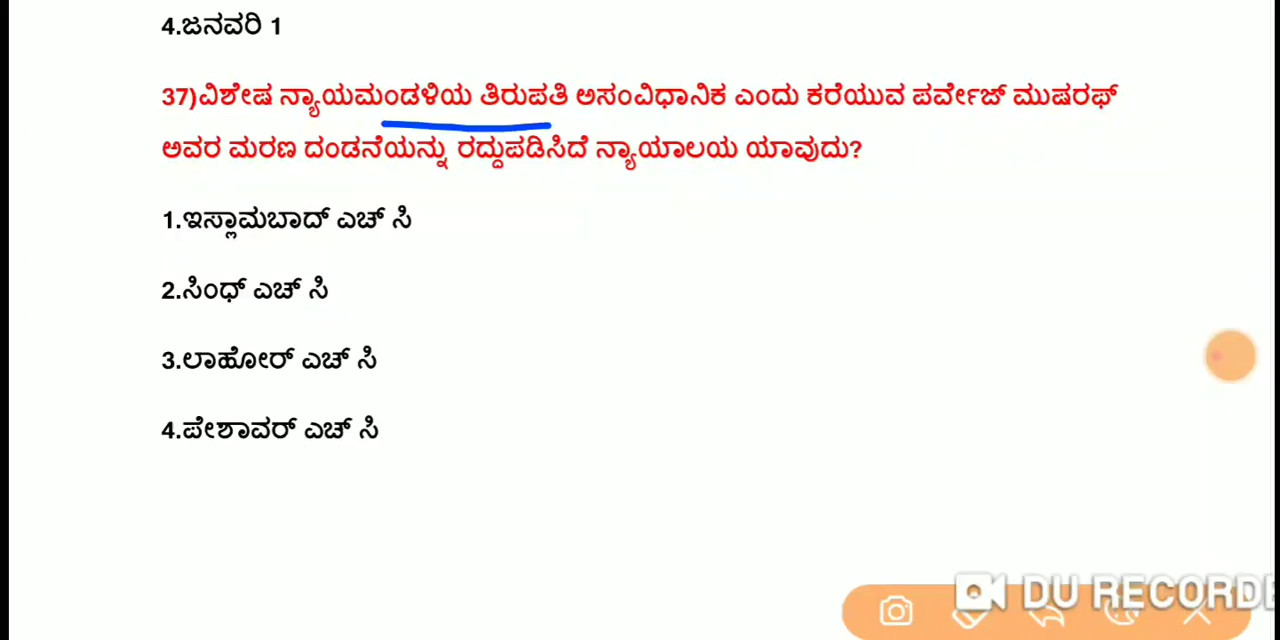 4.ಜನವರಿ 1
37)ವಿಶೇಷ ನ್ಯಾಯಮಂಡಳಿಯ ತಿರುಪತಿ ಅಸಂವಿಧಾನಿಕ ಎಂದು ಕರೆಯುವ ಪರ್ವೇಜ್ ಮುಷರಫ್
ಅವರ ಮರಣ ದಂಡನೆಯನ್ನು ರದ್ದುಪಡಿಸಿದೆ ನ್ಯಾಯಾಲಯ ಯಾವುದು?
1.ಇಸ್ಲಾಮಬಾದ್ ಎಚ್ ಸಿ
2.ಸಿಂಧ್ ಎಚ್ ಸಿ
3.ಲಾಹೋರ್ ಎಚ್ ಸಿ
4.ಪೇಶಾವರ್ ಎಚ್ ಸಿ
DU RECORDE